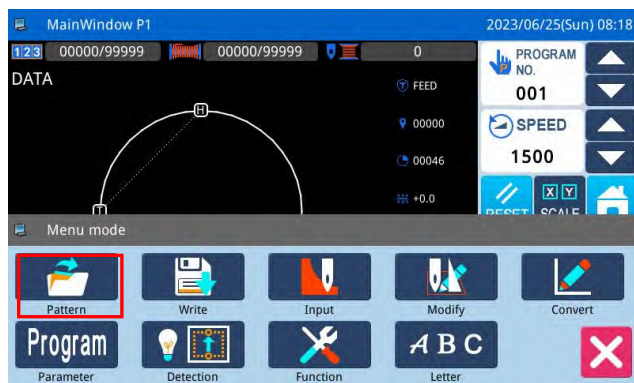 MainWindow P1
2023/06/25(Sun) 08:18
123 00000/99999 00000/99999 0
DATA
PROGRAM
NO.
001
FEED
H
00000
SPEED
1500
00046
+0.0
T
X Y
RESET SCALE
Menu mode
Pattern Write Input Modify Convert
Program
A B C
Parameter Detection Function Letter